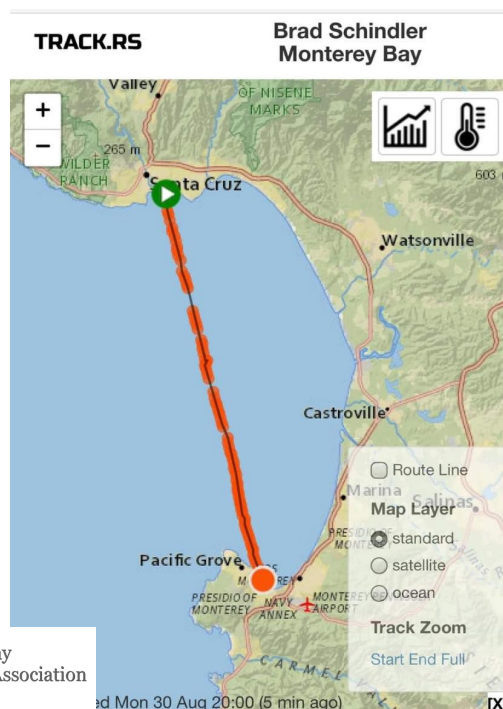 TRACK.RS
Brad Schindler
Monterey Bay
Valley
OF NISENE
MARKS
+
−
265 m
WILDER
RANCH
603
Santa Cruz
Watsonville
Castroville
Route Line
Marina
Map Layer
Salinas
standard
satellite
Pacific Grove
ocean
PRESIDIO OF
MONTEREY
NAVY
ANNEX
AIRPORT
Track Zoom
Start End Full
CARMEL
Association
Mon 30 Aug 20:00 (5 min ago)